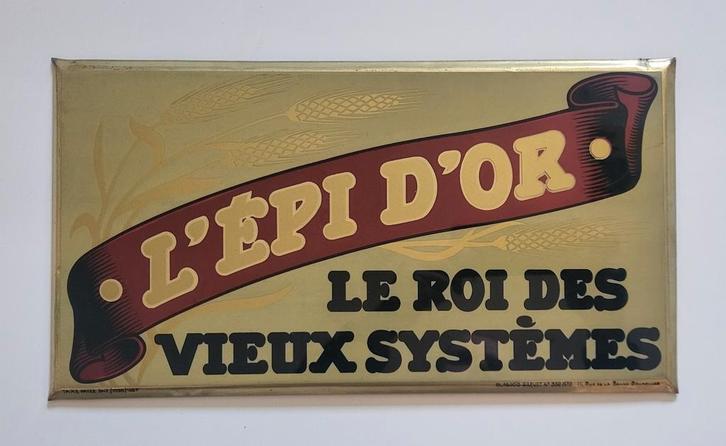 L'ÉPI D'OR
LE ROI DES
VIEUX SYSTÈMES